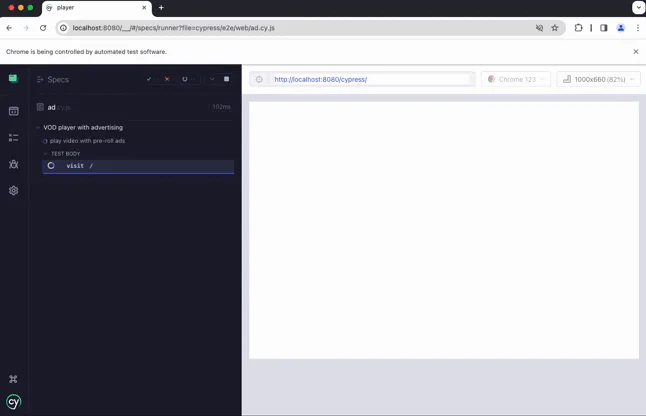 player
localhost:8080/__/#/specs/runner?file=cypress/e2e/web/ad.cy.js
Chrome is being controlled by automated test software.
Specs
http://localhost:8080/cypress/
Chrome 123
1000x660 (82%)
ad.cy.js
102ms
VOD player with advertising
play video with pre-roll ads
TEST BODY
visit /
cy